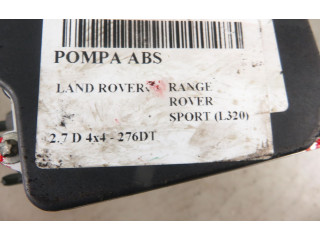 POMPA ABS
LAND ROVER RANGE
ROVER
SPORT (L320)
2.7 D 4x4 - 276DT